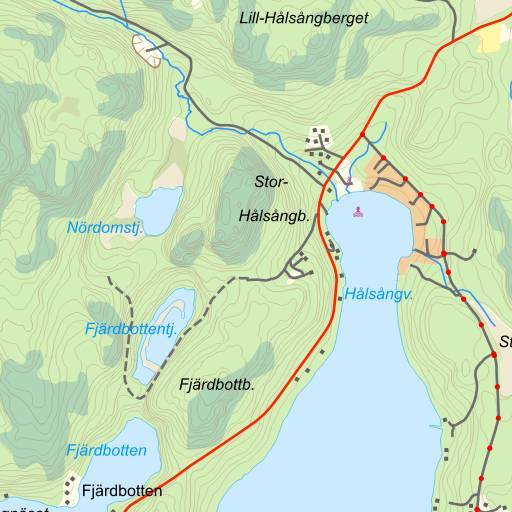 Lill-Hålsångberget
Stor-
Hålsångb.
Nördomstj.
Hålsångv.
Fjärdbottentj.
Fjärdbottb.
Fjärdbotten
Fjärdbotten